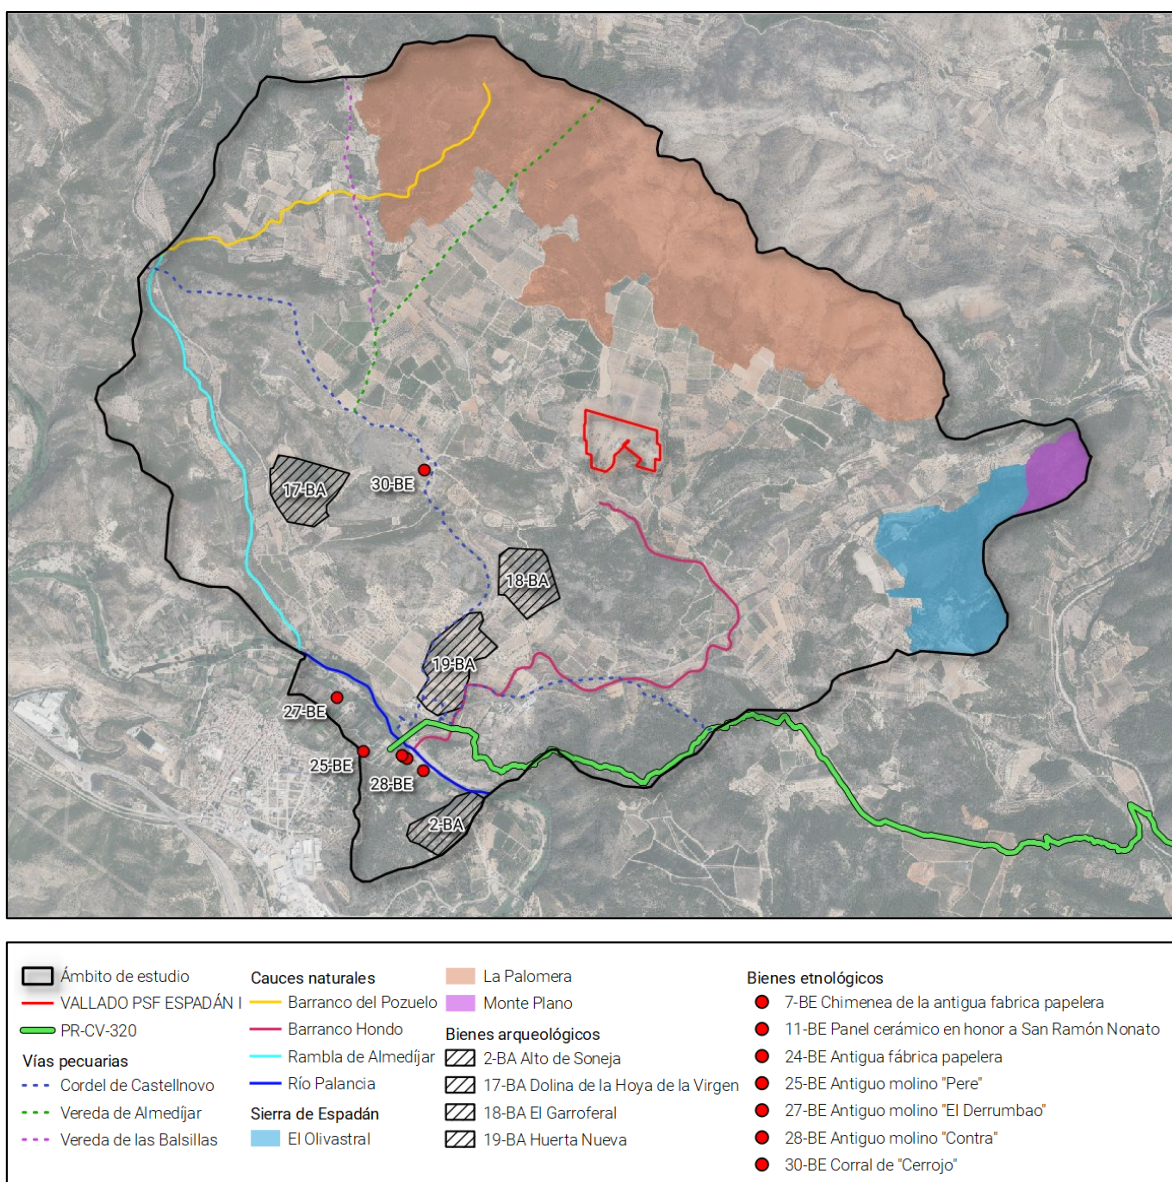 17-BA
30-BE
18-BA
19-BA
27-BE
25-BE
28-BE
2-BA
Ámbito de estudio
VALLADO PSF ESPADÁN I
PR-CV-320
Vías pecuarias
Cordel de Castellnovo
Vereda de Almedíjar
Vereda de las Balsillas
Cauces naturales
Barranco del Pozuelo
Barranco Hondo
Rambla de Almedíjar
Río Palancia
Sierra de Espadán
El Olivastral
La Palomera
Monte Plano
Bienes arqueológicos
2-BA Alto de Soneja
17-BA Dolina de la Hoya de la Virgen
18-BA El Garroferal
19-BA Huerta Nueva
Bienes etnológicos
7-BE Chimenea de la antigua fabrica papelera
11-BE Panel cerámico en honor a San Ramón Nonato
24-BE Antigua fábrica papelera
25-BE Antiguo molino "Pere"
27-BE Antiguo molino "El Derrumbao"
28-BE Antiguo molino "Contra"
30-BE Corral de "Cerrojo"